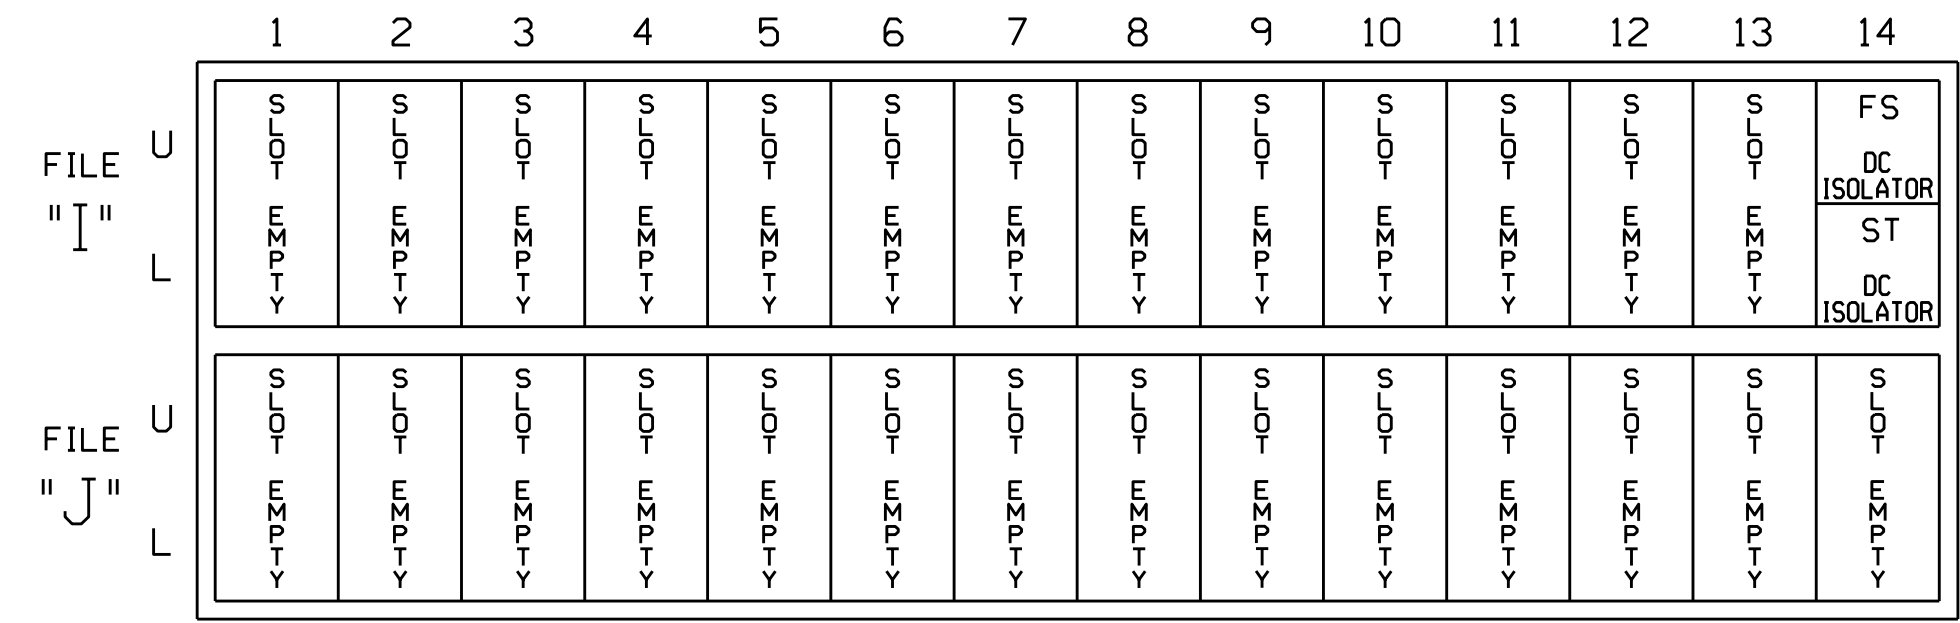 1 2 3 4 5 6 7 8 9 10 11 12 13 14
FILE "I"
U
L
SLOT EMPTY SLOT EMPTY SLOT EMPTY SLOT EMPTY SLOT EMPTY SLOT EMPTY SLOT EMPTY SLOT EMPTY SLOT EMPTY SLOT EMPTY SLOT EMPTY SLOT EMPTY SLOT EMPTY
FS
DC
ISOLATOR
ST
DC
ISOLATOR
FILE "J"
U
L
SLOT EMPTY SLOT EMPTY SLOT EMPTY SLOT EMPTY SLOT EMPTY SLOT EMPTY SLOT EMPTY SLOT EMPTY SLOT EMPTY SLOT EMPTY SLOT EMPTY SLOT EMPTY SLOT EMPTY SLOT EMPTY